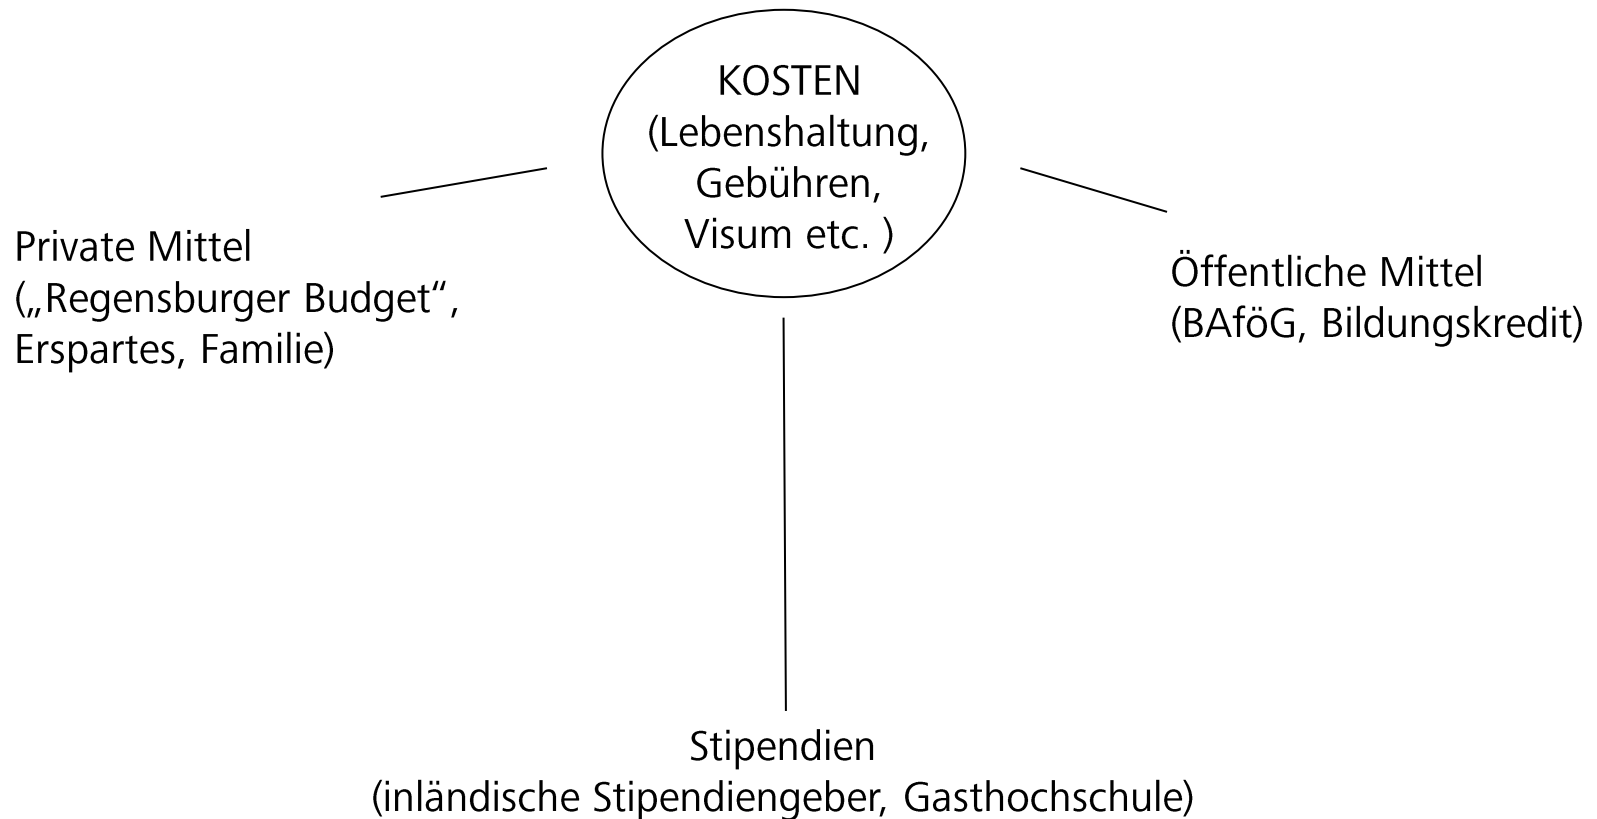 KOSTEN
(Lebenshaltung,
Gebühren,
Visum etc. )
Private Mittel
(„Regensburger Budget“,
Erspartes, Familie)
Öffentliche Mittel
(BAföG, Bildungskredit)
Stipendien
(inländische Stipendiengeber, Gasthochschule)